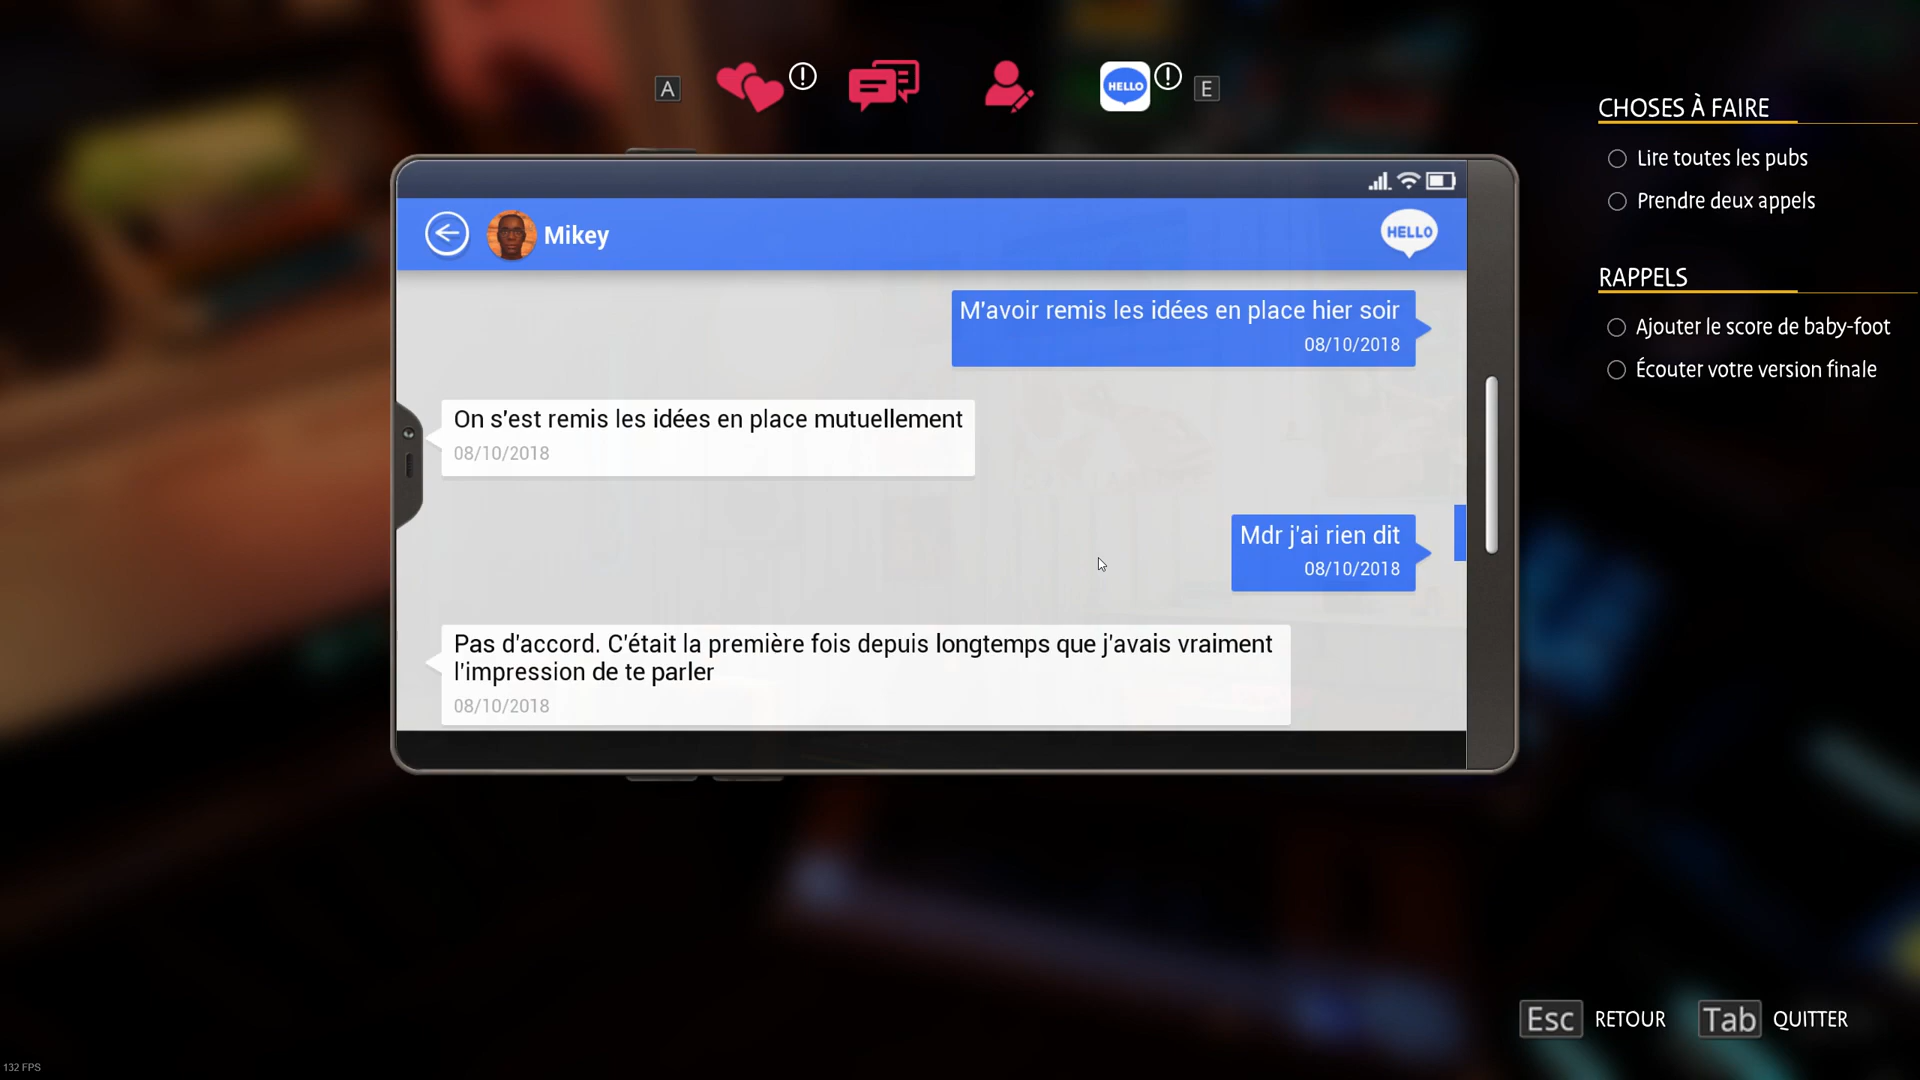 A
!
HELLO
!
E
Mikey
HELLO
M'avoir remis les idées en place hier soir
08/10/2018
On s'est remis les idées en place mutuellement
08/10/2018
Mdr j'ai rien dit
08/10/2018
Pas d'accord. C'était la première fois depuis longtemps que j'avais vraiment
l'impression de te parler
08/10/2018
CHOSES À FAIRE
Lire toutes les pubs
Prendre deux appels
RAPPELS
Ajouter le score de baby-foot
Écouter votre version finale
Esc RETOUR Tab QUITTER
132 FPS